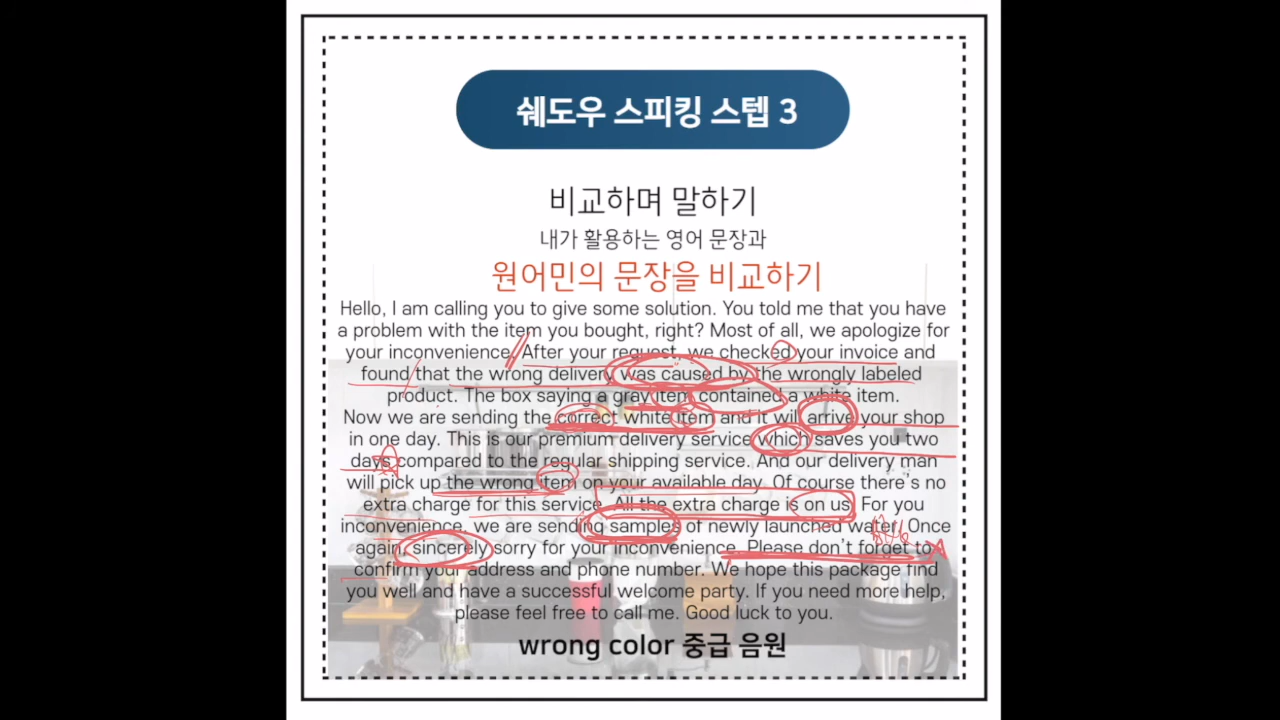 쉐도우 스피킹 스텝 3
비교하며 말하기
내가 활용하는 영어 문장과
원어민의 문장을 비교하기
Hello, I am calling you to give some solution. You told me that you have
a problem with the item you bought, right? Most of all, we apologize for
your inconvenience. After your request, we checked your invoice and
found that the wrong delivery was caused by the wrongly labeled
product. The box saying a gray item contained a white item.
Now we are sending the correct white item and it will arrive your shop
in one day. This is our premium delivery service which saves you two
days compared to the regular shipping service. And our delivery man
will pick up the wrong item on your available day. Of course there's no
extra charge for this service. All the extra charge is on us. For you
inconvenience, we are sending samples of newly launched water. Once
again, sincerely sorry for your inconvenience. Please don't forget to
confirm your address and phone number. We hope this package find
you well and have a successful welcome party. If you need more help,
please feel free to call me. Good luck to you.
wrong color 중급 음원